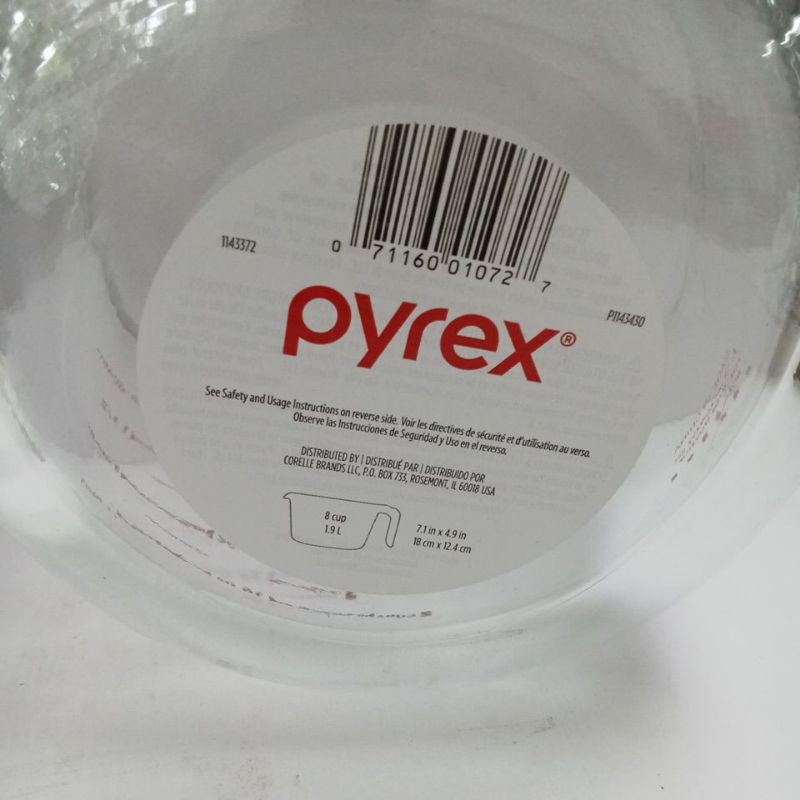 0 71160 01072 7
1143372
P1143430
pyrex®
See Safety and Usage Instructions on reverse side. Voir les directives de sécurité et d'utilisation au verso.
Observe las Instrucciones de Seguridad y Uso en el reverso.
DISTRIBUTED BY | DISTRIBUÉ PAR | DISTRIBUIDO POR
CORELLE BRANDS LLC, P.O. BOX 733, ROSEMONT, IL 60018 USA
8 cup
1.9 L
7.1 in x 4.9 in
18 cm x 12.4 cm